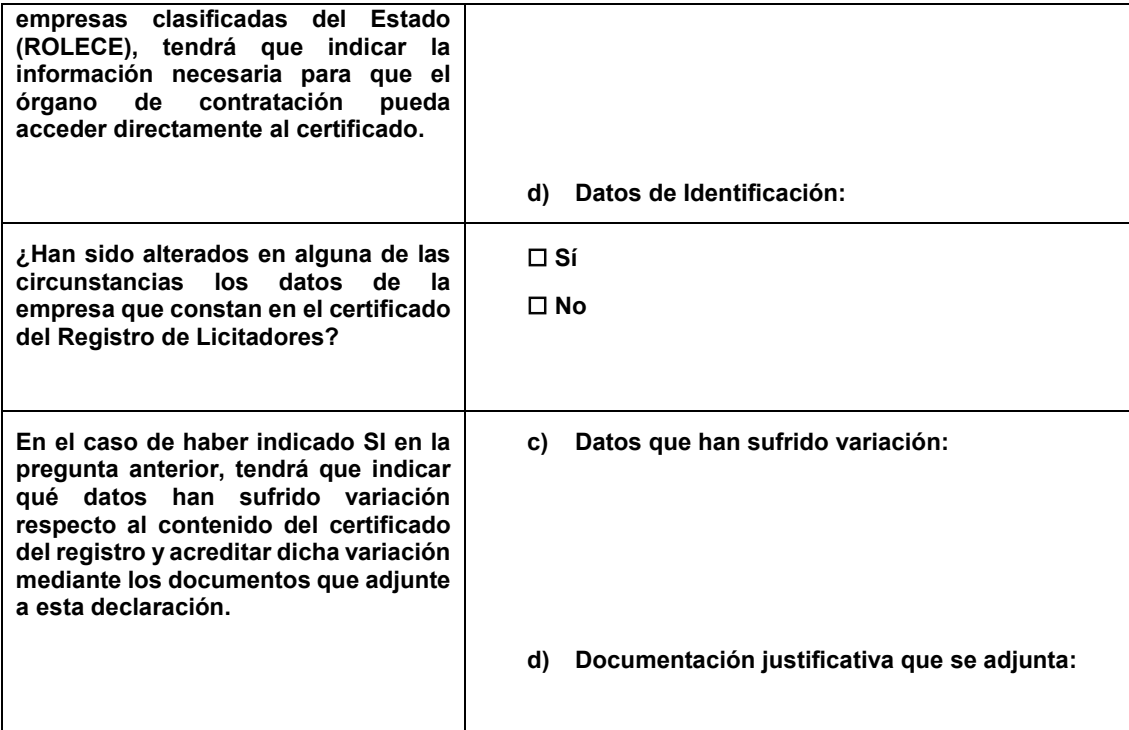 empresas clasificadas del Estado
(ROLECE), tendrá que indicar la
información necesaria para que el
órgano de contratación pueda
acceder directamente al certificado.
d) Datos de Identificación:
¿Han sido alterados en alguna de las
circunstancias los datos de la
empresa que constan en el certificado
del Registro de Licitadores?
☐ Sí
☐ No
En el caso de haber indicado SI en la
pregunta anterior, tendrá que indicar
qué datos han sufrido variación
respecto al contenido del certificado
del registro y acreditar dicha variación
mediante los documentos que adjunte
a esta declaración.
c) Datos que han sufrido variación:
d) Documentación justificativa que se adjunta: